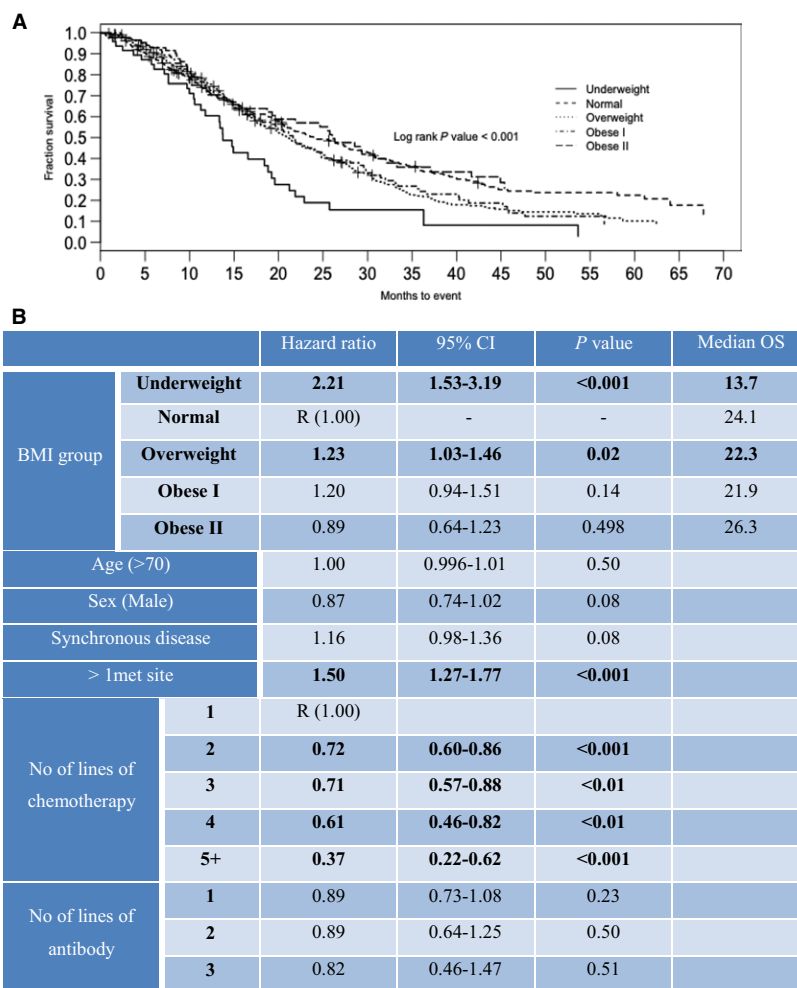 A
1.0
0.9
0.8
0.7
0.6
0.5
0.4
0.3
0.2
0.1
0.0
Fraction survival
Underweight
Normal
Overweight
Obese I
Obese II
Log rank P value < 0.001
0 5 10 15 20 25 30 35 40 45 50 55 60 65 70
Months to event
B
Hazard ratio 95% CI P value Median OS
BMI group
Underweight 2.21 1.53-3.19 <0.001 13.7
Normal R (1.00) - - 24.1
Overweight 1.23 1.03-1.46 0.02 22.3
Obese I 1.20 0.94-1.51 0.14 21.9
Obese II 0.89 0.64-1.23 0.498 26.3
Age (>70) 1.00 0.996-1.01 0.50
Sex (Male) 0.87 0.74-1.02 0.08
Synchronous disease 1.16 0.98-1.36 0.08
> 1met site 1.50 1.27-1.77 <0.001
No of lines of
chemotherapy
1 R (1.00)
2 0.72 0.60-0.86 <0.001
3 0.71 0.57-0.88 <0.01
4 0.61 0.46-0.82 <0.01
5+ 0.37 0.22-0.62 <0.001
No of lines of
antibody
1 0.89 0.73-1.08 0.23
2 0.89 0.64-1.25 0.50
3 0.82 0.46-1.47 0.51